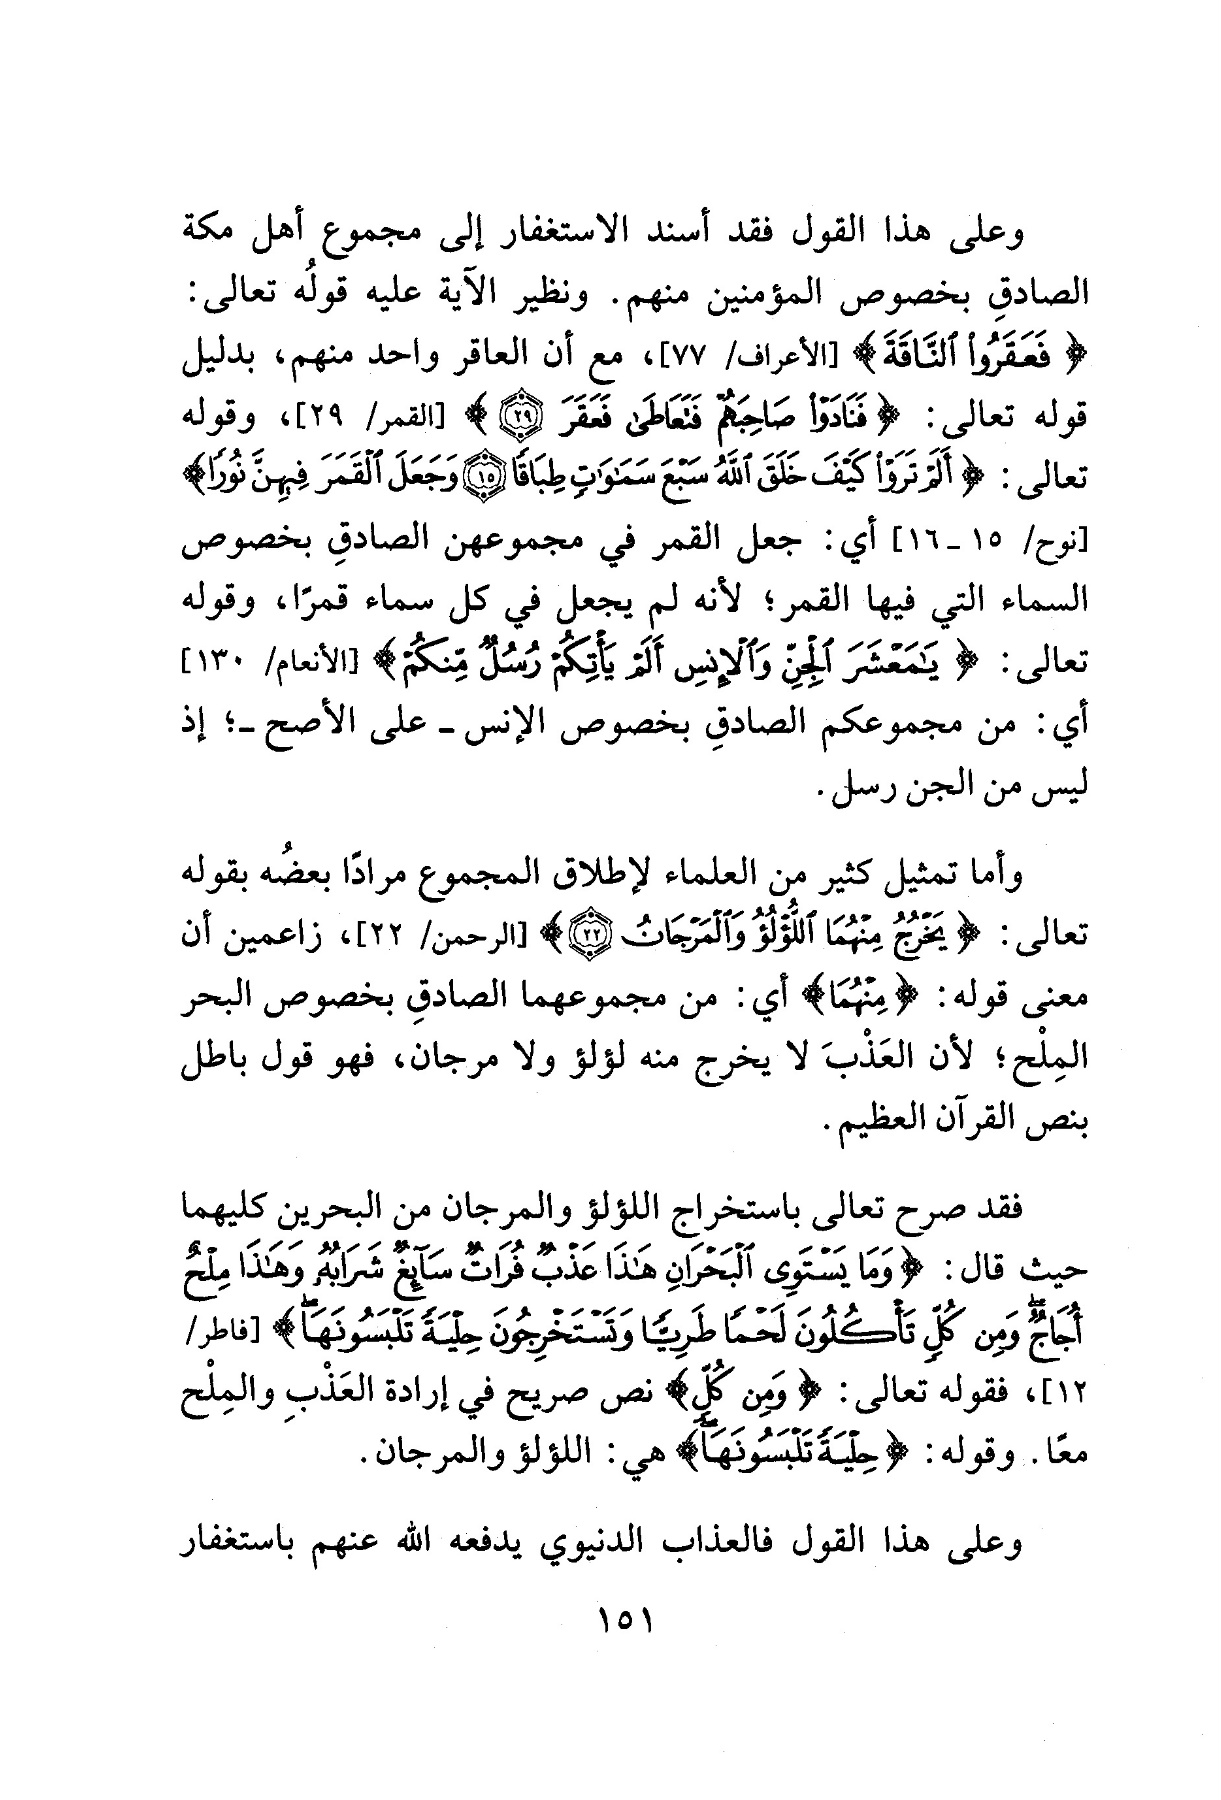 وعلى هذا القول فقد أسند الاستغفار إلى مجموع أهل مكة
الصادقِ بخصوص المؤمنين منهم. ونظير الآية عليه قولُه تعالى:
﴿ فَعَقَرُواْ ٱلنَّاقَةَ ﴾ [الأعراف/ ٧٧]، مع أن العاقر واحد منهم، بدليل
قوله تعالى: ﴿ فَنَادَوۡاْ صَاحِبَهُمۡ فَتَعَاطَىٰ فَعَقَرَ ٢٩ ﴾ [القمر/ ٢٩]، وقوله
تعالى: ﴿ أَلَمۡ تَرَوۡاْ كَيۡفَ خَلَقَ ٱللَّهُ سَبۡعَ سَمَٰوَٰتٖ طِبَاقٗا ١٥ وَجَعَلَ ٱلۡقَمَرَ فِيهِنَّ نُورٗا ﴾
[نوح/ ١٥ ـ ١٦] أي: جعل القمر في مجموعهن الصادقِ بخصوص
السماء التي فيها القمر؛ لأنه لم يجعل في كل سماء قمرًا، وقوله
تعالى: ﴿ يَٰمَعۡشَرَ ٱلۡجِنِّ وَٱلۡإِنسِ أَلَمۡ يَأۡتِكُمۡ رُسُلٞ مِّنكُمۡ ﴾ [الأنعام/ ١٣٠]
أي: من مجموعكم الصادقِ بخصوص الإنس ـ على الأصح ـ؛ إذ
ليس من الجن رسل.
وأما تمثيل كثير من العلماء لإطلاق المجموع مرادًا بعضُه بقوله
تعالى: ﴿ يَخۡرُجُ مِنۡهُمَا ٱللُّؤۡلُؤُ وَٱلۡمَرۡجَانُ ٢٢ ﴾ [الرحمن/ ٢٢]، زاعمين أن
معنى قوله: ﴿ مِنۡهُمَا ﴾ أي: من مجموعهما الصادقِ بخصوص البحر
المِلْح؛ لأن العَذْبَ لا يخرج منه لؤلؤ ولا مرجان، فهو قول باطل
بنص القرآن العظيم.
فقد صرح تعالى باستخراج اللؤلؤ والمرجان من البحرين كليهما
حيث قال: ﴿ وَمَا يَسۡتَوِي ٱلۡبَحۡرَانِ هَٰذَا عَذۡبٞ فُرَاتٞ سَآئِغٞ شَرَابُهُۥ وَهَٰذَا مِلۡحٌ
أُجَاجٞۖ وَمِن كُلّٖ تَأۡكُلُونَ لَحۡمٗا طَرِيّٗا وَتَسۡتَخۡرِجُونَ حِلۡيَةٗ تَلۡبَسُونَهَاۖ ﴾ [فاطر/
١٢]، فقوله تعالى: ﴿ وَمِن كُلّٖ ﴾ نص صريح في إرادة العَذْبِ والمِلْح
معًا. وقوله: ﴿ حِلۡيَةٗ تَلۡبَسُونَهَاۖ ﴾ هي: اللؤلؤ والمرجان.
وعلى هذا القول فالعذاب الدنيوي يدفعه الله عنهم باستغفار
١٥١